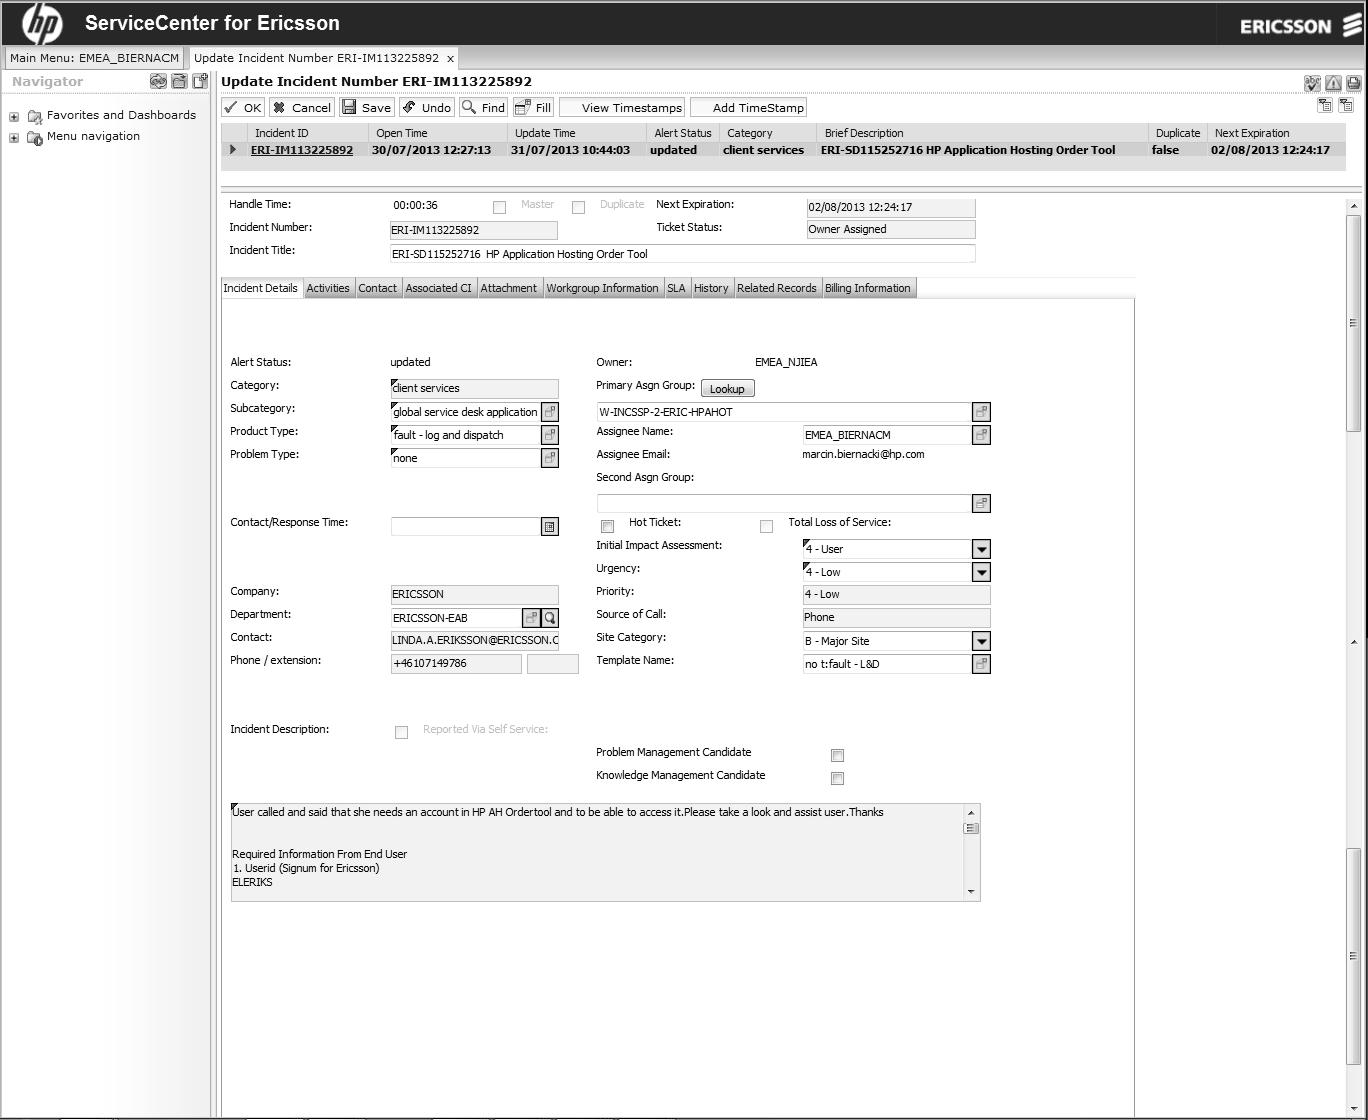 hp ServiceCenter for Ericsson ERICSSON
Main Menu: EMEA_BIERNACM Update Incident Number ERI-IM113225892 x
Navigator Update Incident Number ERI-IM113225892
OK Cancel Save Undo Find Fill View Timestamps Add TimeStamp
Favorites and Dashboards
Menu navigation
Incident ID Open Time Update Time Alert Status Category Brief Description Duplicate Next Expiration
ERI-IM113225892 30/07/2013 12:27:13 31/07/2013 10:44:03 updated client services ERI-SD115252716 HP Application Hosting Order Tool false 02/08/2013 12:24:17
Handle Time: 00:00:36 Master Duplicate Next Expiration: 02/08/2013 12:24:17
Incident Number: ERI-IM113225892 Ticket Status: Owner Assigned
Incident Title: ERI-SD115252716 HP Application Hosting Order Tool
Incident Details Activities Contact Associated CI Attachment Workgroup Information SLA History Related Records Billing Information
Alert Status: updated Owner: EMEA_NJIEA
Category: client services Primary Asgn Group: Lookup
Subcategory: global service desk application W-INCSSP-2-ERIC-HPAHOT
Product Type: fault - log and dispatch Assignee Name: EMEA_BIERNACM
Problem Type: none Assignee Email: marcin.biernacki@hp.com
Second Asgn Group:
Contact/Response Time: Hot Ticket: Total Loss of Service:
Initial Impact Assessment: 4 - User
Urgency: 4 - Low
Company: ERICSSON Priority: 4 - Low
Department: ERICSSON-EAB Source of Call: Phone
Contact: LINDA.A.ERIKSSON@ERICSSON.C Site Category: B - Major Site
Phone / extension: +46107149786 Template Name: no t:fault - L&D
Incident Description: Reported Via Self Service:
Problem Management Candidate
Knowledge Management Candidate
User called and said that she needs an account in HP AH Ordertool and to be able to access it.Please take a look and assist user.Thanks
Required Information From End User
1. Userid (Signum for Ericsson)
ELERIKS